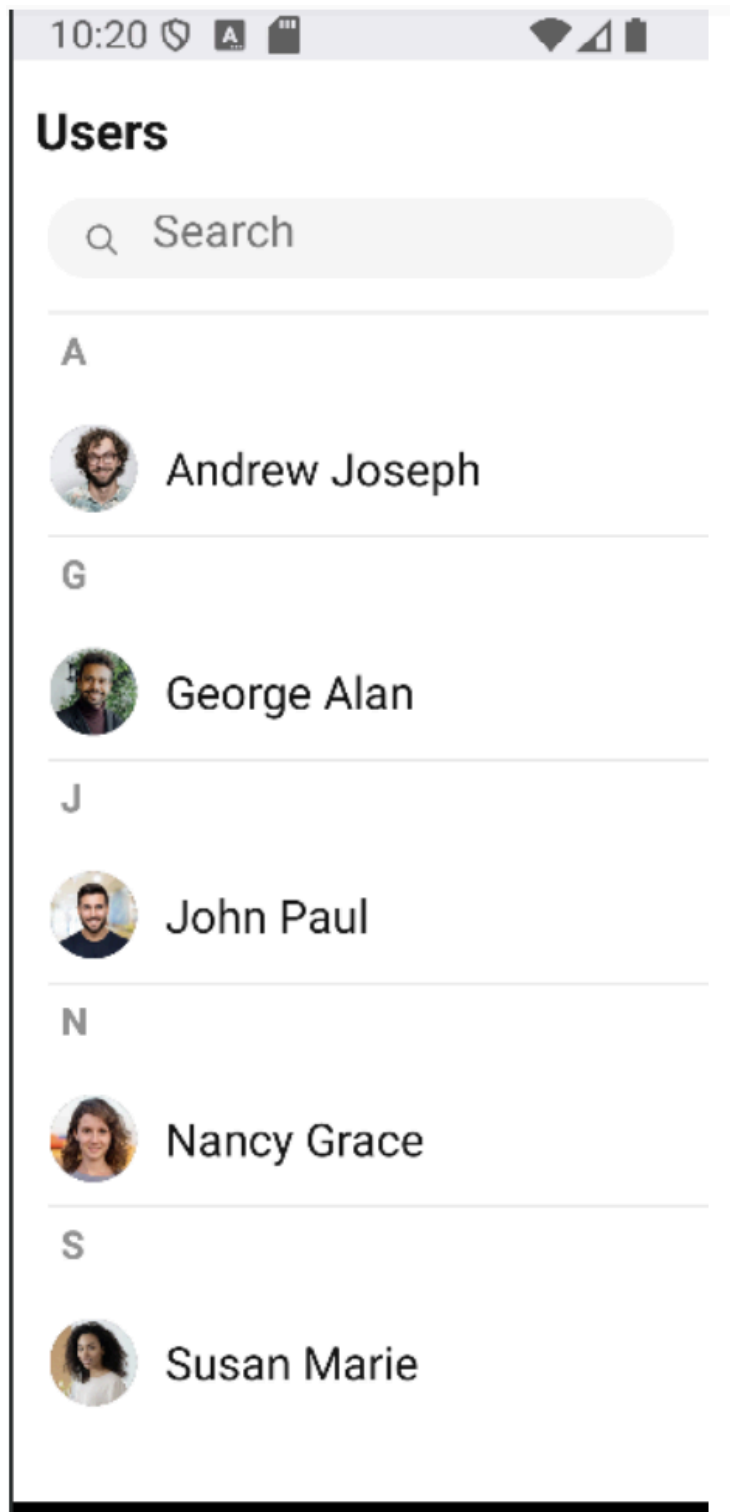 10:20 A
Users
Search
A
Andrew Joseph
G
George Alan
J
John Paul
N
Nancy Grace
S
Susan Marie